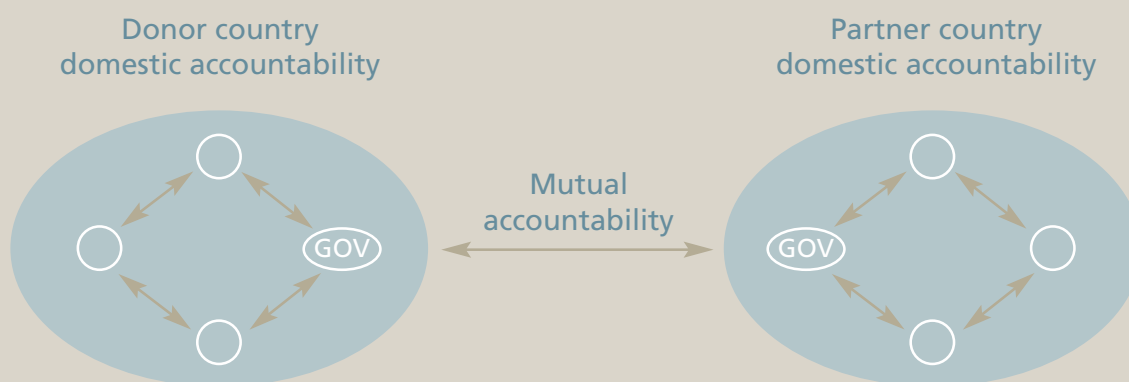 Donor country
domestic accountability
Partner country
domestic accountability
Mutual
accountability
GOV
GOV